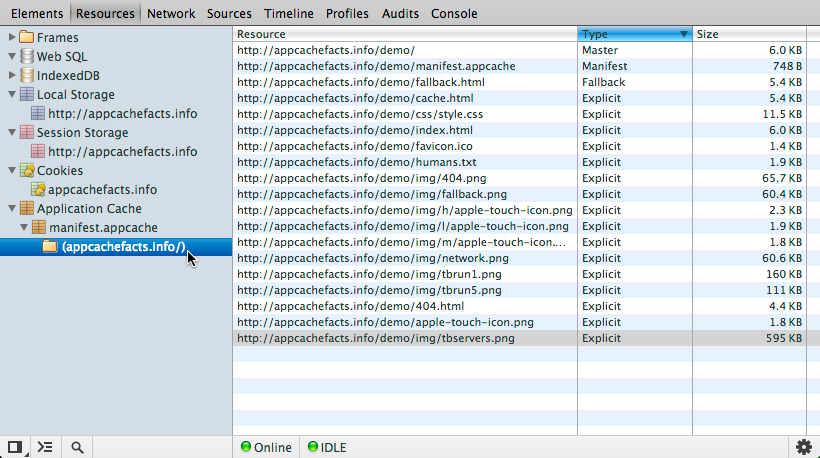 Elements Resources Network Sources Timeline Profiles Audits Console
Frames
Web SQL
IndexedDB
Local Storage
http://appcachefacts.info
Session Storage
http://appcachefacts.info
Cookies
appcachefacts.info
Application Cache
manifest.appcache
(appcachefacts.info/)
Resource Type Size
http://appcachefacts.info/demo/ Master 6.0 KB
http://appcachefacts.info/demo/manifest.appcache Manifest 748 B
http://appcachefacts.info/demo/fallback.html Fallback 5.4 KB
http://appcachefacts.info/demo/cache.html Explicit 5.4 KB
http://appcachefacts.info/demo/css/style.css Explicit 11.5 KB
http://appcachefacts.info/demo/index.html Explicit 6.0 KB
http://appcachefacts.info/demo/favicon.ico Explicit 1.4 KB
http://appcachefacts.info/demo/humans.txt Explicit 1.9 KB
http://appcachefacts.info/demo/img/404.png Explicit 65.7 KB
http://appcachefacts.info/demo/img/fallback.png Explicit 60.4 KB
http://appcachefacts.info/demo/img/h/apple-touch-icon.png Explicit 2.3 KB
http://appcachefacts.info/demo/img/l/apple-touch-icon.png Explicit 1.9 KB
http://appcachefacts.info/demo/img/m/apple-touch-icon.... Explicit 1.8 KB
http://appcachefacts.info/demo/img/network.png Explicit 60.6 KB
http://appcachefacts.info/demo/img/tbrun1.png Explicit 160 KB
http://appcachefacts.info/demo/img/tbrun5.png Explicit 111 KB
http://appcachefacts.info/demo/404.html Explicit 4.4 KB
http://appcachefacts.info/demo/apple-touch-icon.png Explicit 1.8 KB
http://appcachefacts.info/demo/img/tbservers.png Explicit 595 KB
Online IDLE